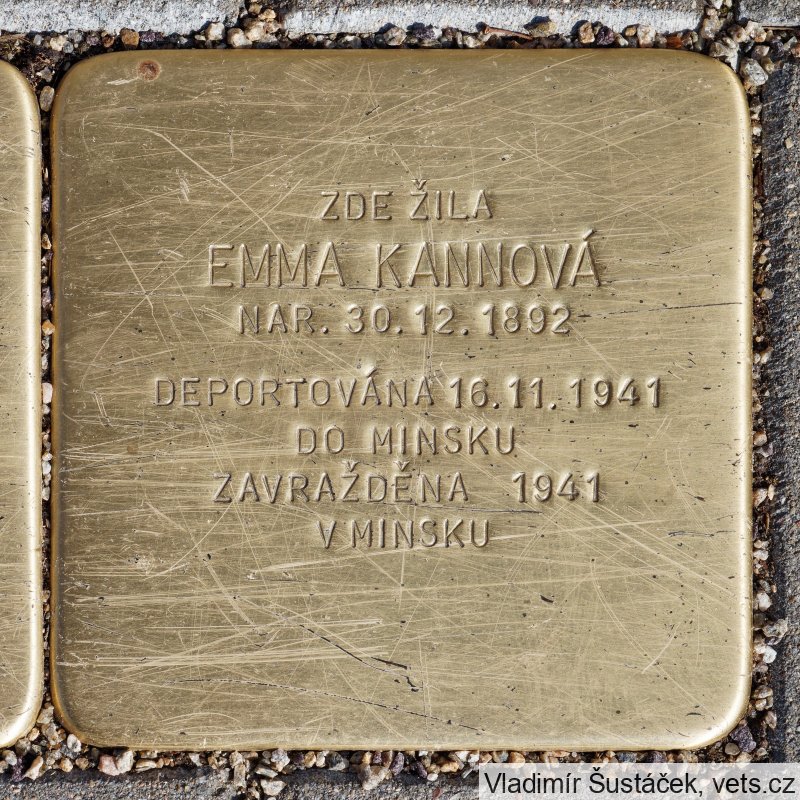 ZDE ŽILA
EMMA KANNOVÁ
NAR. 30.12.1892
DEPORTOVÁNA 16.11.1941
DO MINSKU
ZAVRAŽDĚNA 1941
V MINSKU
Vladimír Šustáček, vets.cz